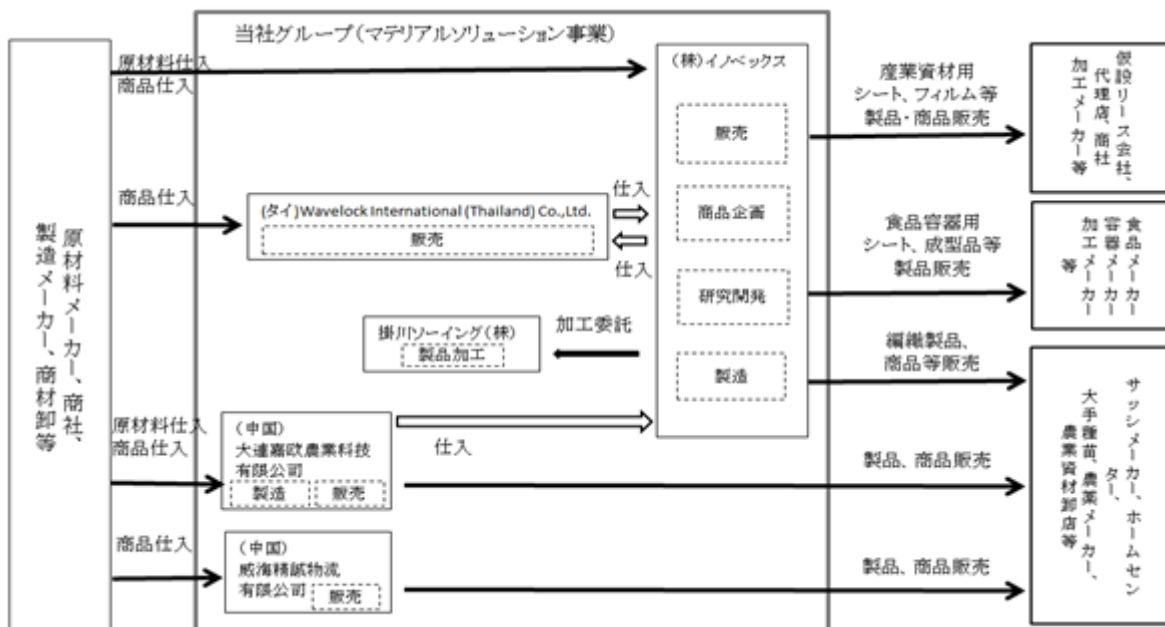 当社グループ(マテリアルソリューション事業)
原材料メーカー、商社、
製造メーカー、商材卸等
原材料仕入
商品仕入
(株)イノベックス
販売
商品企画
研究開発
製造
商品仕入
(タイ)Wavelock International (Thailand) Co.,Ltd.
販売
仕入
仕入
掛川ソーイング(株)
製品加工
加工委託
原材料仕入
商品仕入
(中国)
大連嘉欧農業科技
有限公司
製造
販売
仕入
商品仕入
(中国)
威海精誠物流
有限公司
販売
産業資材用
シート、フィルム等
製品・商品販売
仮設リース会社、
代理店、商社
加工メーカー等
食品容器用
シート、成型品等
製品販売
食品メーカー
容器メーカー
加工メーカー
等
編織製品、
商品等販売
製品、商品販売
製品、商品販売
サッシメーカー、ホームセン
ター、
大手種苗、農薬メーカー、
農業資材卸店等